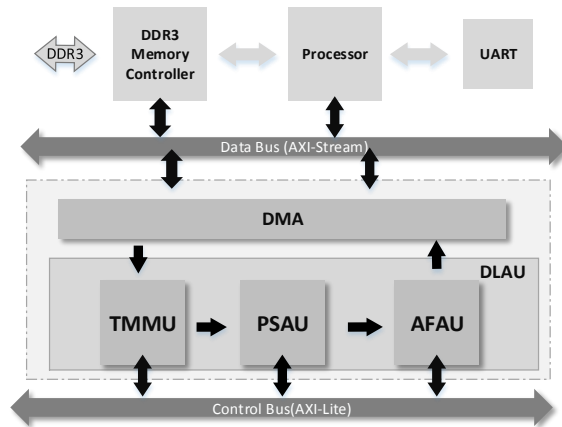 DDR3
DDR3
Memory
Controller
Processor
UART
Data Bus (AXI-Stream)
DMA
DLAU
TMMU
PSAU
AFAU
Control Bus(AXI-Lite)